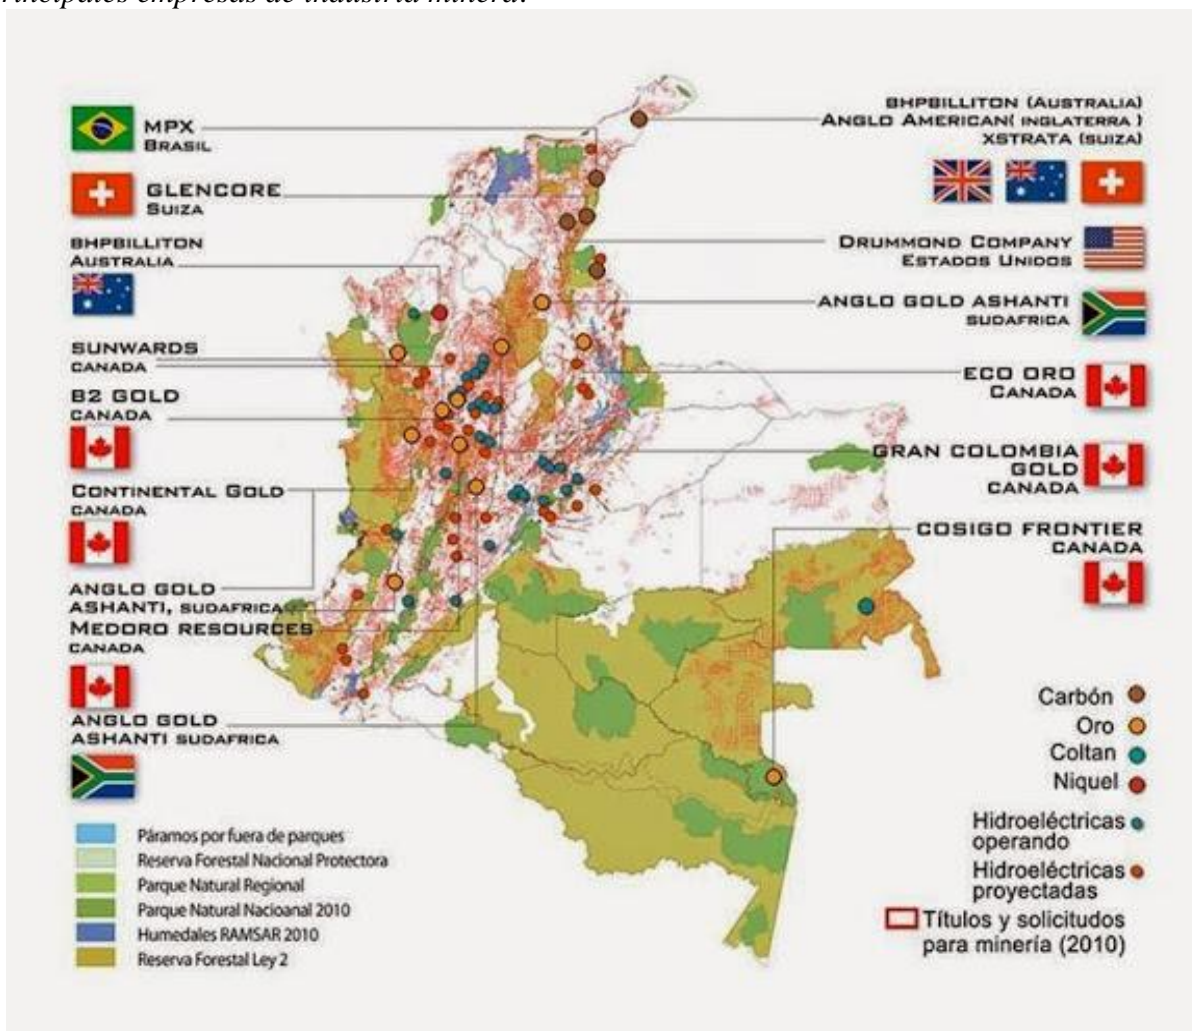 rincipales empresas de industria minera.
MPX
BRASIL
GLENCORE
SUIZA
BHPBILLITON
AUSTRALIA
SUNWARDS
CANADA
B2 GOLD
CANADA
CONTINENTAL GOLD
CANADA
ANGLO GOLD
ASHANTI, SUDAFRICA
MEDORO RESOURCES
CANADA
ANGLO GOLD
ASHANTI SUDAFRICA
BHPBILLITON (AUSTRALIA)
ANGLO AMERICAN( INGLATERRA )
XSTRATA (SUIZA)
DRUMMOND COMPANY
ESTADOS UNIDOS
ANGLO GOLD ASHANTI
SUDAFRICA
ECO ORO
CANADA
GRAN COLOMBIA
GOLD
CANADA
COSIGO FRONTIER
CANADA
Carbón
Oro
Coltan
Niquel
Hidroeléctricas
operando
Hidroeléctricas
proyectadas
Títulos y solicitudos
para minería (2010)
Páramos por fuera de parques
Reserva Forestal Nacional Protectora
Parque Natural Regional
Parque Natural Nacioanal 2010
Humedales RAMSAR 2010
Reserva Forestal Ley 2